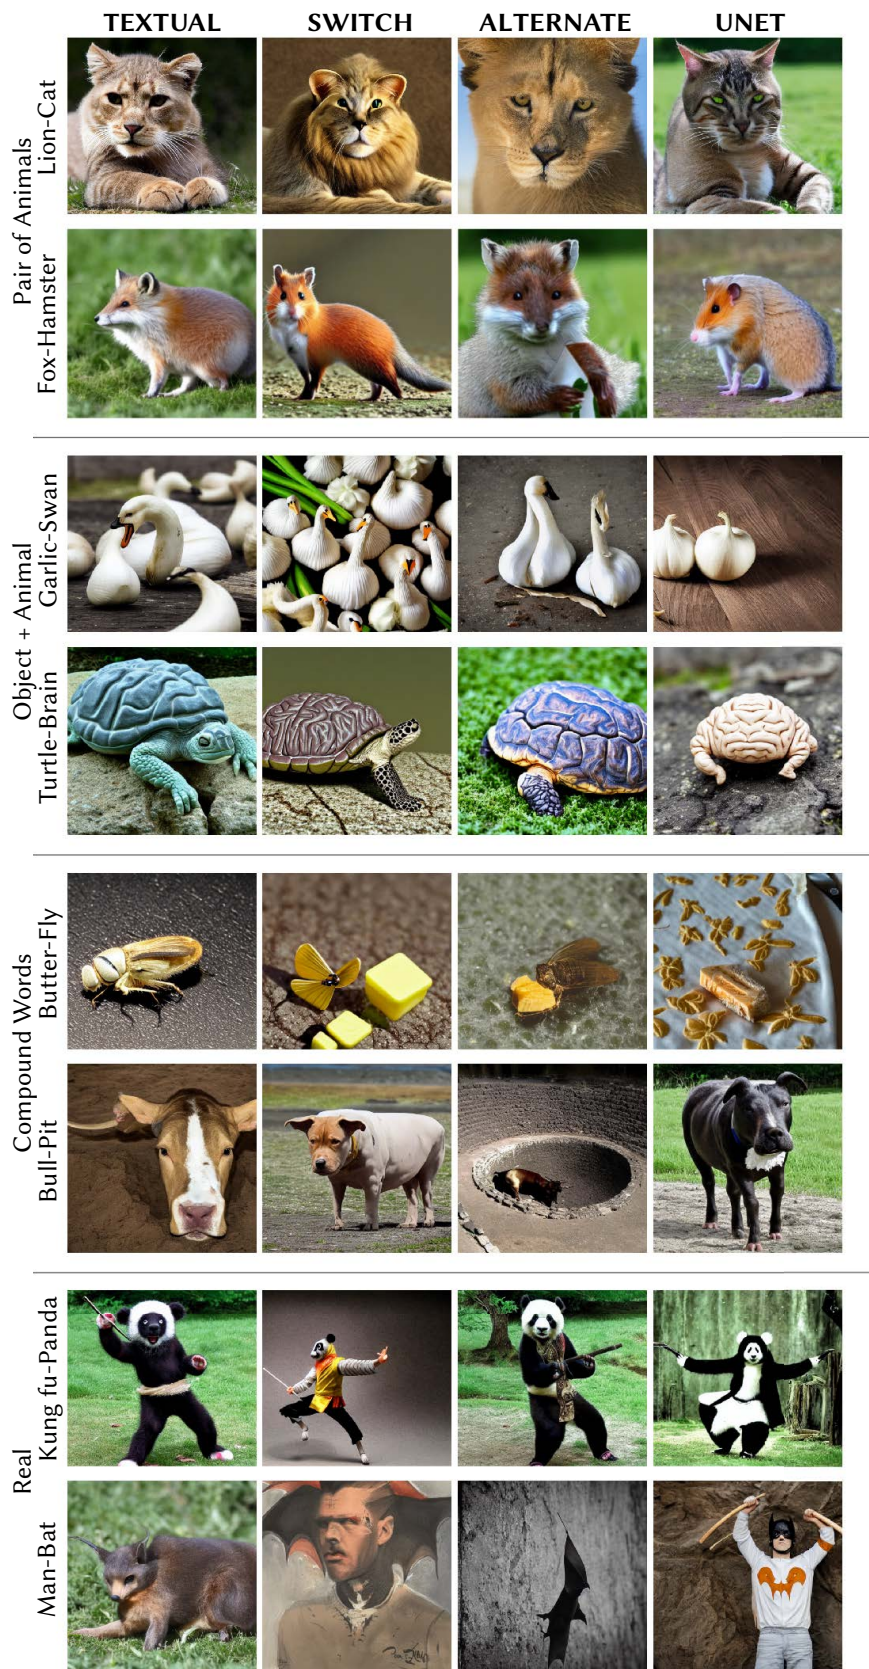 TEXTUAL SWITCH ALTERNATE UNET
Pair of Animals
Lion-Cat
Fox-Hamster
Object + Animal
Garlic-Swan
Turtle-Brain
Compound Words
Butter-Fly
Bull-Pit
Real
Kung fu-Panda
Man-Bat